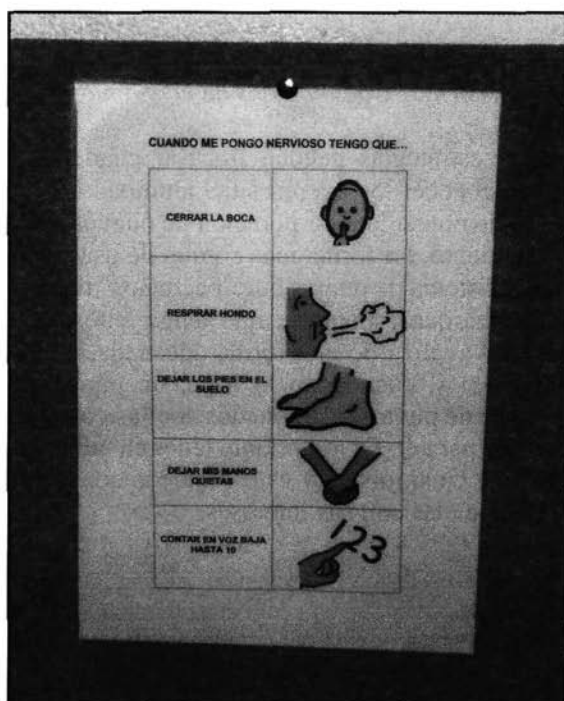 CUANDO ME PONGO NERVIOSO TENGO QUE...
CERRAR LA BOCA
RESPIRAR HONDO
DEJAR LOS PIES EN EL
SUELO
DEJAR MIS MANOS
QUIETAS
CONTAR EN VOZ BAJA
HASTA 10
123